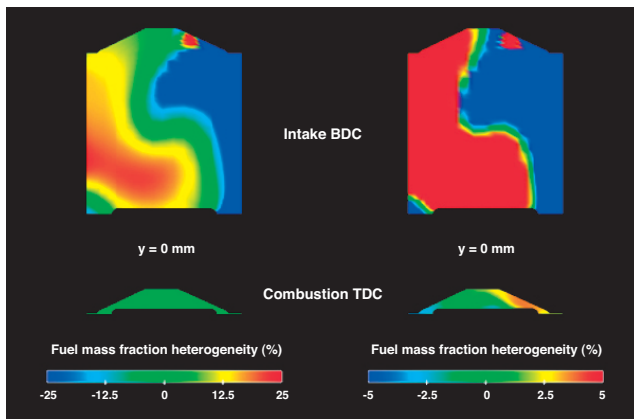 Intake BDC
y = 0 mm y = 0 mm
Combustion TDC
Fuel mass fraction heterogeneity (%) Fuel mass fraction heterogeneity (%)
-25 -12.5 0 12.5 25 -5 -2.5 0 2.5 5